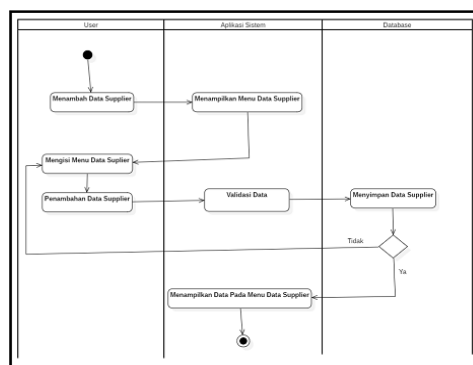 User
Aplikasi Sistem
Database
Menambah Data Supplier
Menampilkan Menu Data Supplier
Mengisi Menu Data Suplier
Penambahan Data Supplier
Validasi Data
Menyimpan Data Supplier
Tidak
Ya
Menampilkan Data Pada Menu Data Supplier